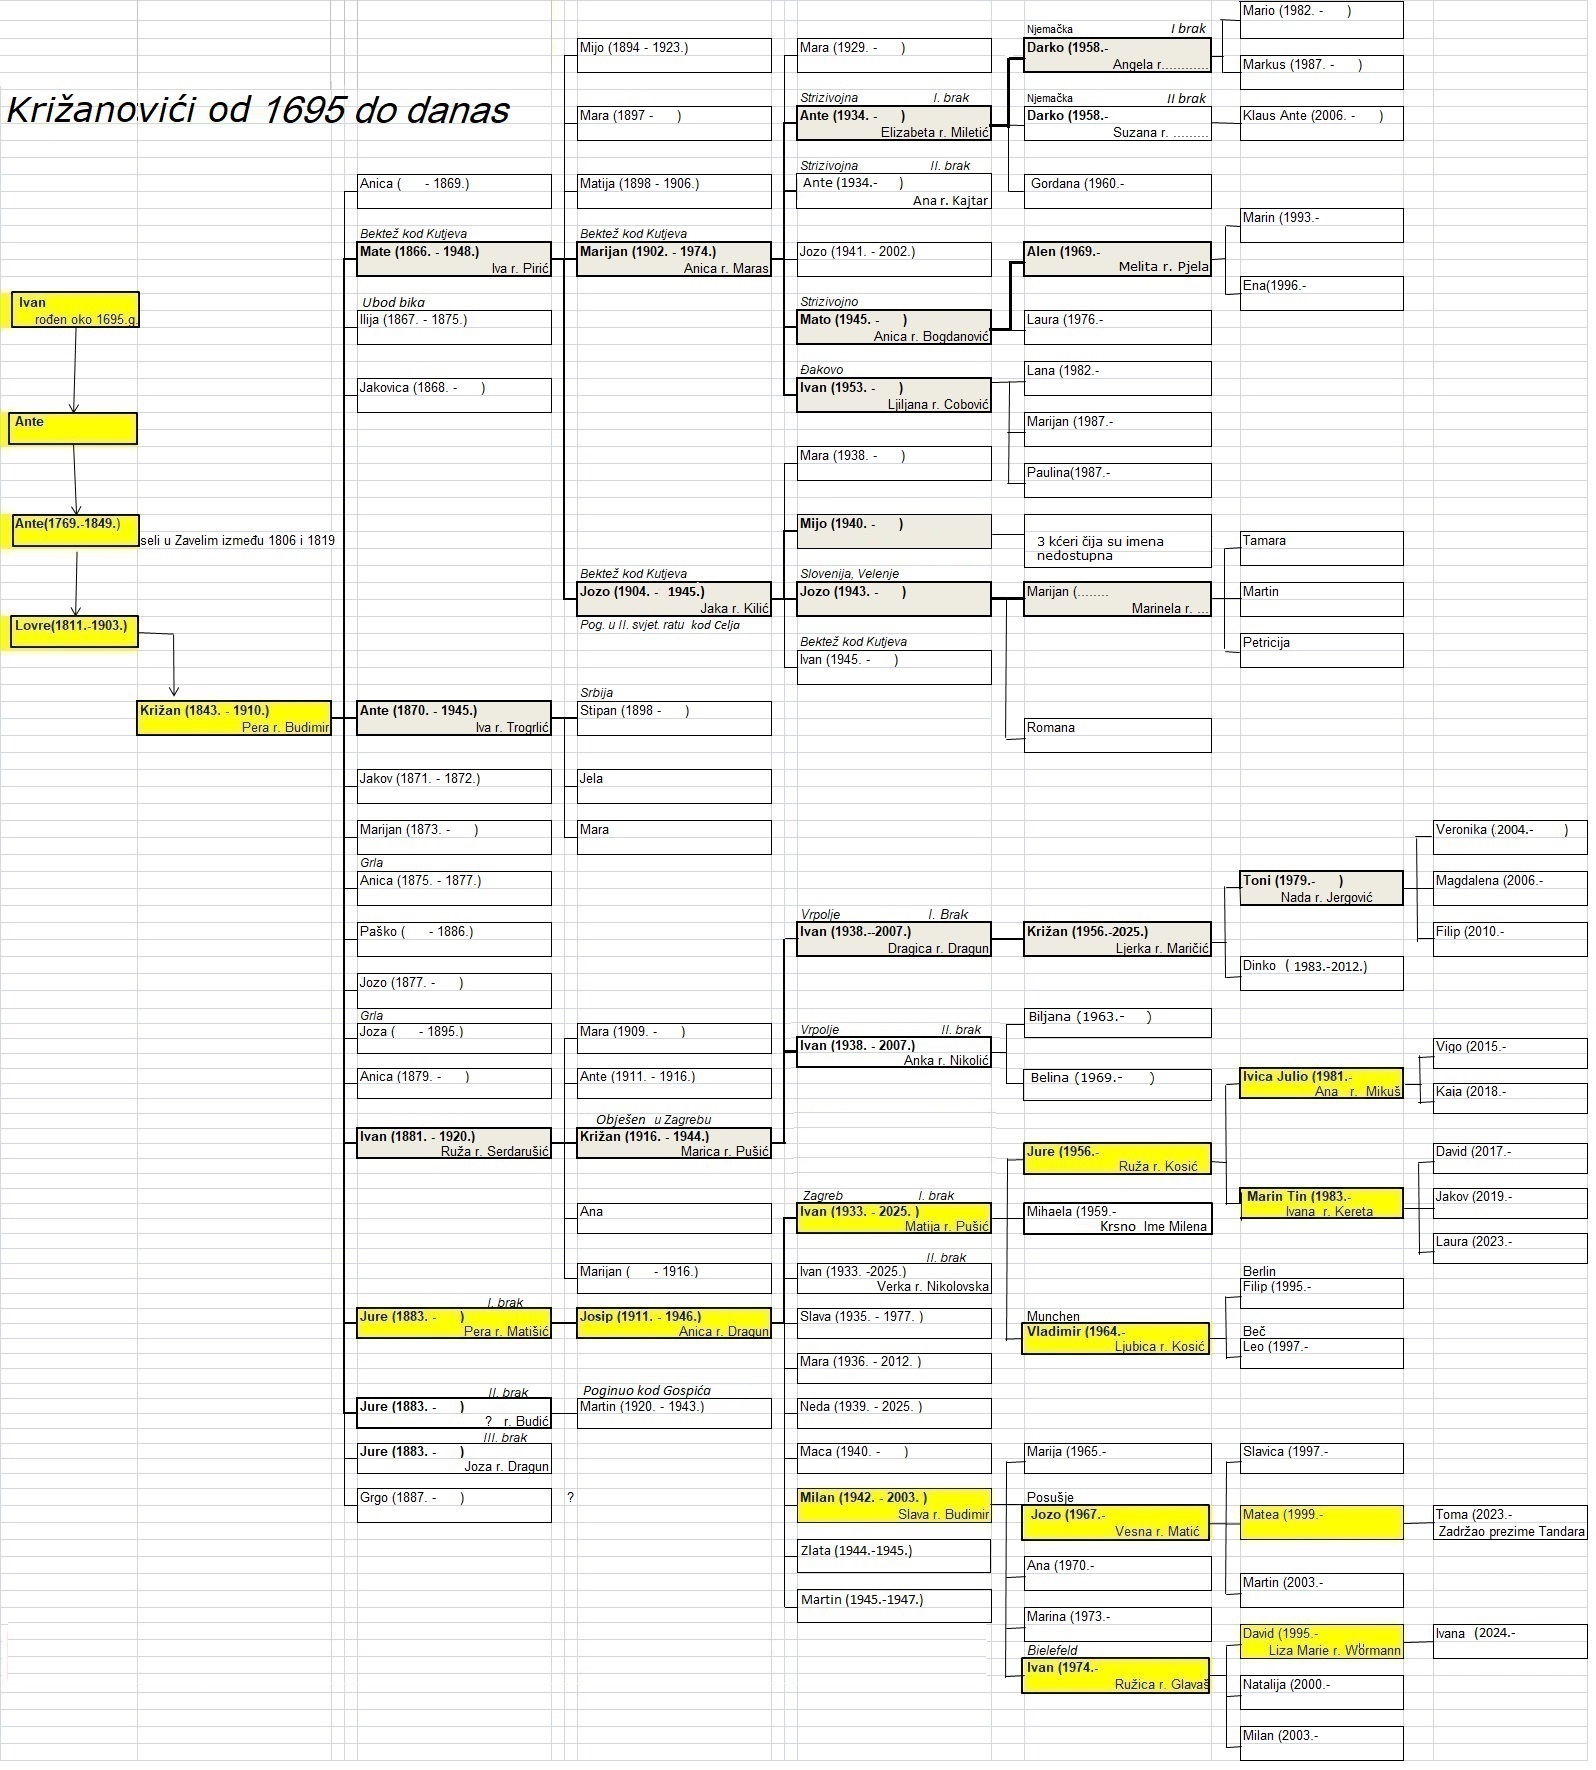 Križanovići od 1695 do danas
Ivan
rođen oko 1695.g.
Ante
Ante(1769.-1849.)
seli u Zavelim između 1806 i 1819
Lovre(1811.-1903.)
Križan (1843. - 1910.)
Pera r. Budimir
Anica (      - 1869.)
Bektež kod Kutjeva
Mate (1866. - 1948.)
Iva r. Pirić
Ubod bika
Ilija (1867. - 1875.)
Jakovica (1868. -      )
Ante (1870. - 1945.)
Iva r. Trogrlić
Jakov (1871. - 1872.)
Marijan (1873. -      )
Grla
Anica (1875. - 1877.)
Paško (      - 1886.)
Jozo (1877. -      )
Grla
Joza (      - 1895.)
Anica (1879. -      )
Ivan (1881. - 1920.)
Ruža r. Serdarušić
I. brak
Jure (1883. -      )
Pera r. Matišić
II. brak
Jure (1883. -      )
?   r. Budić
III. brak
Jure (1883. -      )
Joza r. Dragun
Grgo (1887. -      )
?
Mijo (1894 - 1923.)
Mara (1897 -      )
Matija (1898 - 1906.)
Bektež kod Kutjeva
Marijan (1902. - 1974.)
Anica r. Maras
Bektež kod Kutjeva
Jozo (1904. -  1945.)
Jaka r. Kilić
Pog. u II. svjet. ratu  kod Celja
Srbija
Stipan (1898 -      )
Jela
Mara
Mara (1909. -      )
Ante (1911. - 1916.)
Obješen  u Zagrebu
Križan (1916. - 1944.)
Marica r. Pušić
Ana
Marijan (      - 1916.)
Josip (1911. - 1946.)
Anica r. Dragun
Poginuo kod Gospića
Martin (1920. - 1943.)
Mara (1929. -      )
Strizivojna I. brak
Ante (1934. -      )
Elizabeta r. Miletić
Strizivojna II. brak
Ante (1934.-      )
Ana r. Kajtar
Jozo (1941. - 2002.)
Strizivojno
Mato (1945. -      )
Anica r. Bogdanović
Đakovo
Ivan (1953. -      )
Ljiljana r. Cobović
Mara (1938. -      )
Mijo (1940. -      )
Slovenija, Velenje
Jozo (1943. -      )
Bektež kod Kutjeva
Ivan (1945. -      )
Vrpolje I. Brak
Ivan (1938.-2007.)
Dragica r. Dragun
Vrpolje II. brak
Ivan (1938. - 2007.)
Anka r. Nikolić
Zagreb I. brak
Ivan (1933. - 2025. )
Matija r. Pušić
II. brak
Ivan (1933. -2025.)
Verka r. Nikolovska
Slava (1935. - 1977. )
Mara (1936. - 2012. )
Neda (1939. - 2025. )
Maca (1940. -      )
Milan (1942. - 2003. )
Slava r. Budimir
Zlata (1944.-1945.)
Martin (1945.-1947.)
Njemačka I brak
Darko (1958.-
Angela r............
Njemačka II brak
Darko (1958.-
Suzana r. .........
Gordana (1960.-
Alen (1969.-
Melita r. Pjela
Laura (1976.-
Lana (1982.-
Marijan (1987.-
Paulina(1987.-
3 kćeri čija su imena
nedostupna
Marijan (........
Marinela r. ...
Romana
Križan (1956.-2025.)
Ljerka r. Maričić
Biljana (1963.-      )
Belina (1969.-      )
Jure (1956.-
Ruža r. Kosić
Mihaela (1959.-
Krsno  Ime Milena
Munchen
Vladimir (1964.-
Ljubica r. Kosić
Marija (1965.-
Posušje
Jozo (1967.-
Vesna r. Matić
Ana (1970.-
Marina (1973.-
Bielefeld
Ivan (1974.-
Ružica r. Glavaš
Mario (1982. -      )
Markus (1987. -      )
Klaus Ante (2006. -      )
Marin (1993.-
Ena(1996.-
Tamara
Martin
Petricija
Toni (1979.-      )
Nada r. Jergović
Dinko  ( 1983.-2012.)
Ivica Julio (1981.-
Ana   r.  Mikuš
Marin Tin (1983.-
Ivana  r. Kereta
Berlin
Filip (1995.-
Beč
Leo (1997.-
Slavica (1997.-
Matea (1999.-
Martin (2003.-
David (1995.-
Liza Marie r. Wörmann
Natalija (2000.-
Milan (2003.-
Veronika (2004.-      )
Magdalena (2006.-
Filip (2010.-
Vigo (2015.-
Kaia (2018.-
David (2017.-
Jakov (2019.-
Laura (2023.-
Toma (2023.-
Zadržao prezime Tandara
Ivana  (2024.-